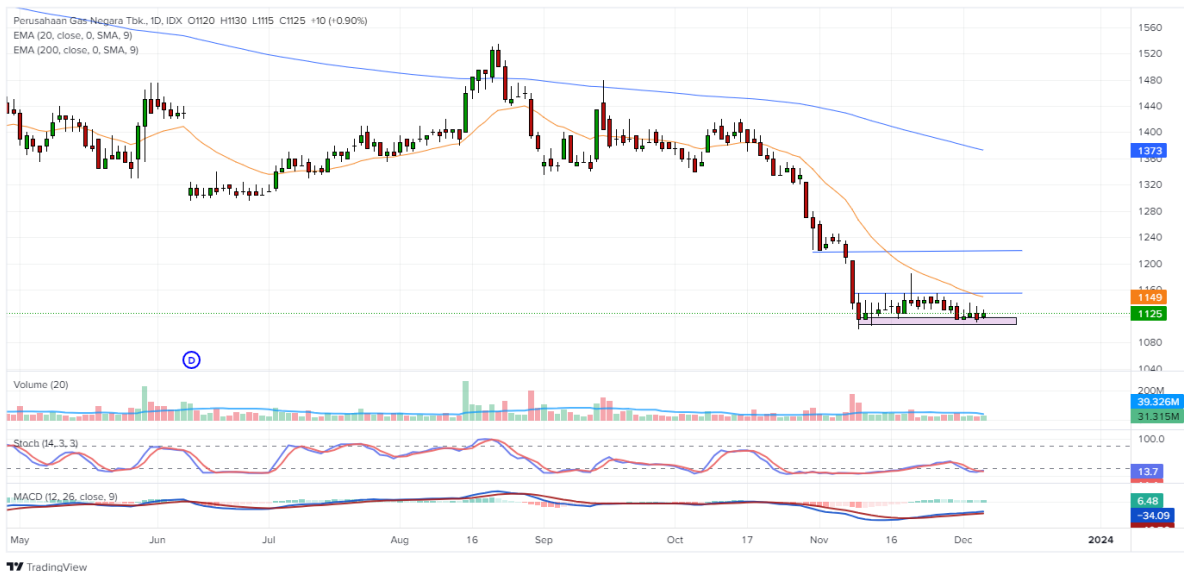 Perusahaan Gas Negara Tbk., 1D, IDX O1120 H1130 L1115 C1125 +10 (+0.90%)
EMA (20, close, 0, SMA, 9)
EMA (200, close, 0, SMA, 9)
1560
1520
1480
1440
1400
1373
1360
1320
1280
1240
1200
1160
1149
1125
1080
1040
D
Volume (20)
200M
39.326M
31.315M
Stoch (14, 3, 3)
100.0
13.7
MACD (12, 26, close, 9)
6.48
−34.09
May
Jun
Jul
Aug
16
Sep
Oct
17
Nov
16
Dec
2024
TradingView